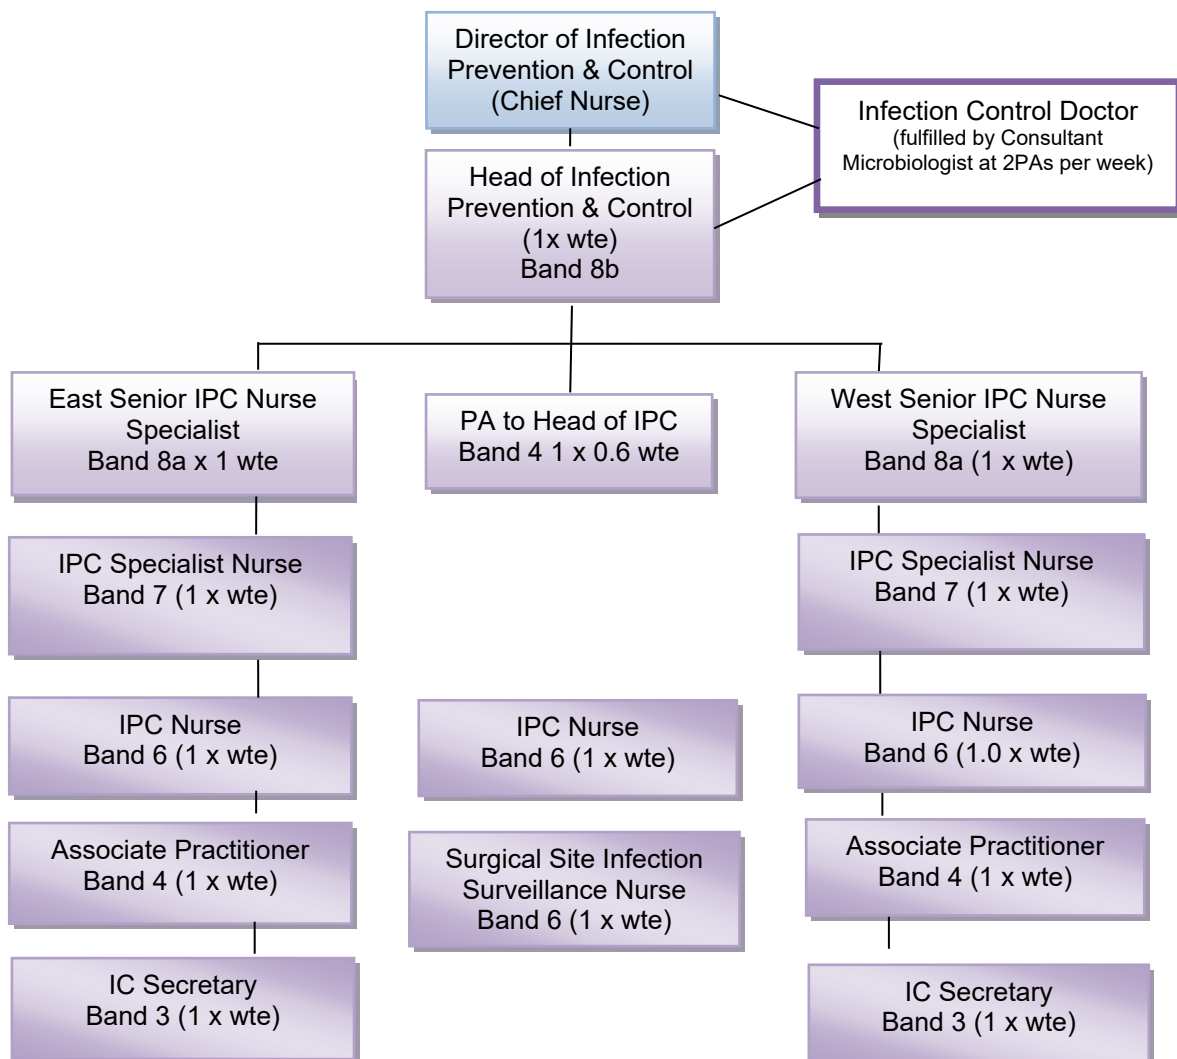 Director of Infection
Prevention & Control
(Chief Nurse)
Infection Control Doctor
(fulfilled by Consultant
Microbiologist at 2PAs per week)
Head of Infection
Prevention & Control
(1x wte)
Band 8b
East Senior IPC Nurse
Specialist
Band 8a x 1 wte
PA to Head of IPC
Band 4 1 x 0.6 wte
West Senior IPC Nurse
Specialist
Band 8a (1 x wte)
IPC Specialist Nurse
Band 7 (1 x wte)
IPC Specialist Nurse
Band 7 (1 x wte)
IPC Nurse
Band 6 (1 x wte)
IPC Nurse
Band 6 (1 x wte)
IPC Nurse
Band 6 (1.0 x wte)
Associate Practitioner
Band 4 (1 x wte)
Surgical Site Infection
Surveillance Nurse
Band 6 (1 x wte)
Associate Practitioner
Band 4 (1 x wte)
IC Secretary
Band 3 (1 x wte)
IC Secretary
Band 3 (1 x wte)